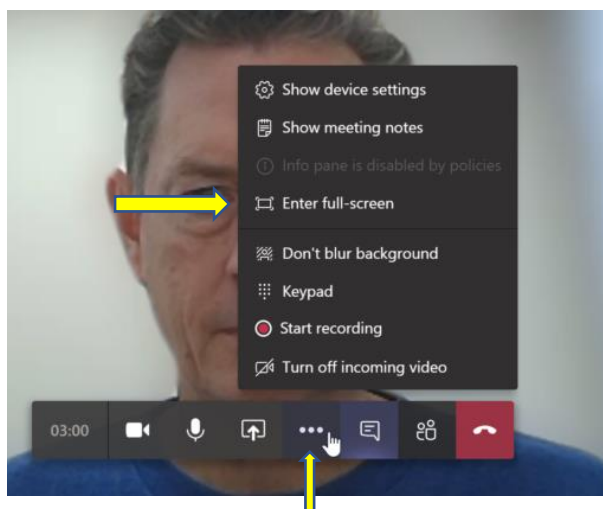 Show device settings
Show meeting notes
Info pane is disabled by policies
Enter full-screen
Don't blur background
Keypad
Start recording
Turn off incoming video
03:00